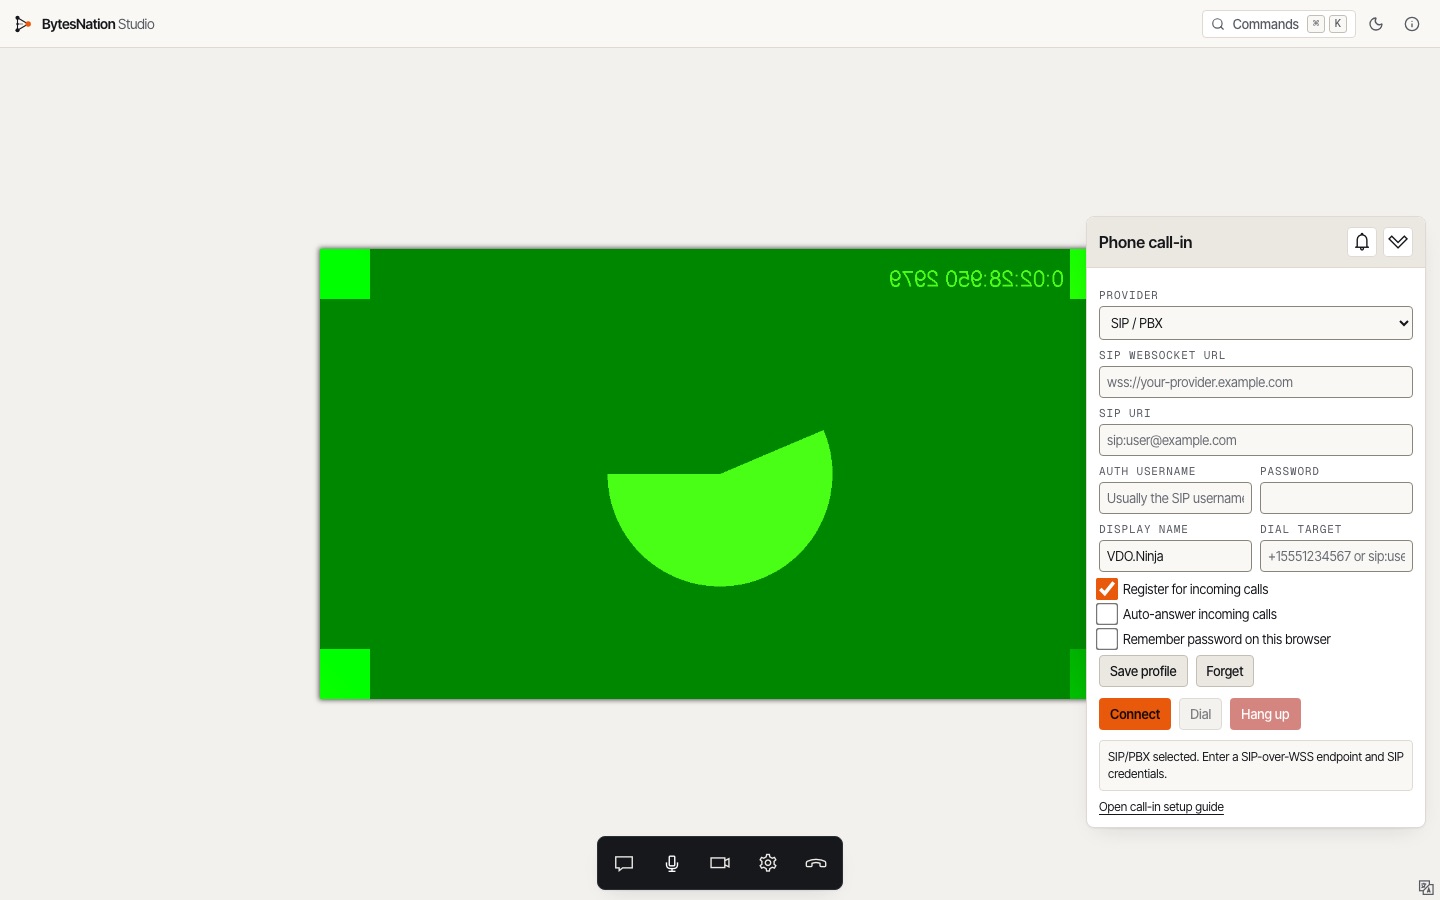 BytesNation Studio
Commands ⌘ K
0:02:28:950 2979
Phone call-in
PROVIDER
SIP / PBX
SIP WEBSOCKET URL
wss://your-provider.example.com
SIP URI
sip:user@example.com
AUTH USERNAME PASSWORD
Usually the SIP username
DISPLAY NAME DIAL TARGET
VDO.Ninja +15551234567 or sip:use
Register for incoming calls
Auto-answer incoming calls
Remember password on this browser
Save profile Forget
Connect Dial Hang up
SIP/PBX selected. Enter a SIP-over-WSS endpoint and SIP
credentials.
Open call-in setup guide